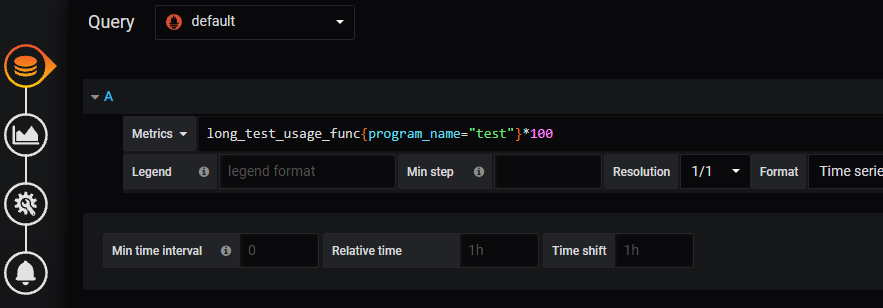 Query default
A
Metrics long_test_usage_func{program_name="test"}*100
Legend legend format Min step Resolution 1/1 Format Time serie
Min time interval 0 Relative time 1h Time shift 1h